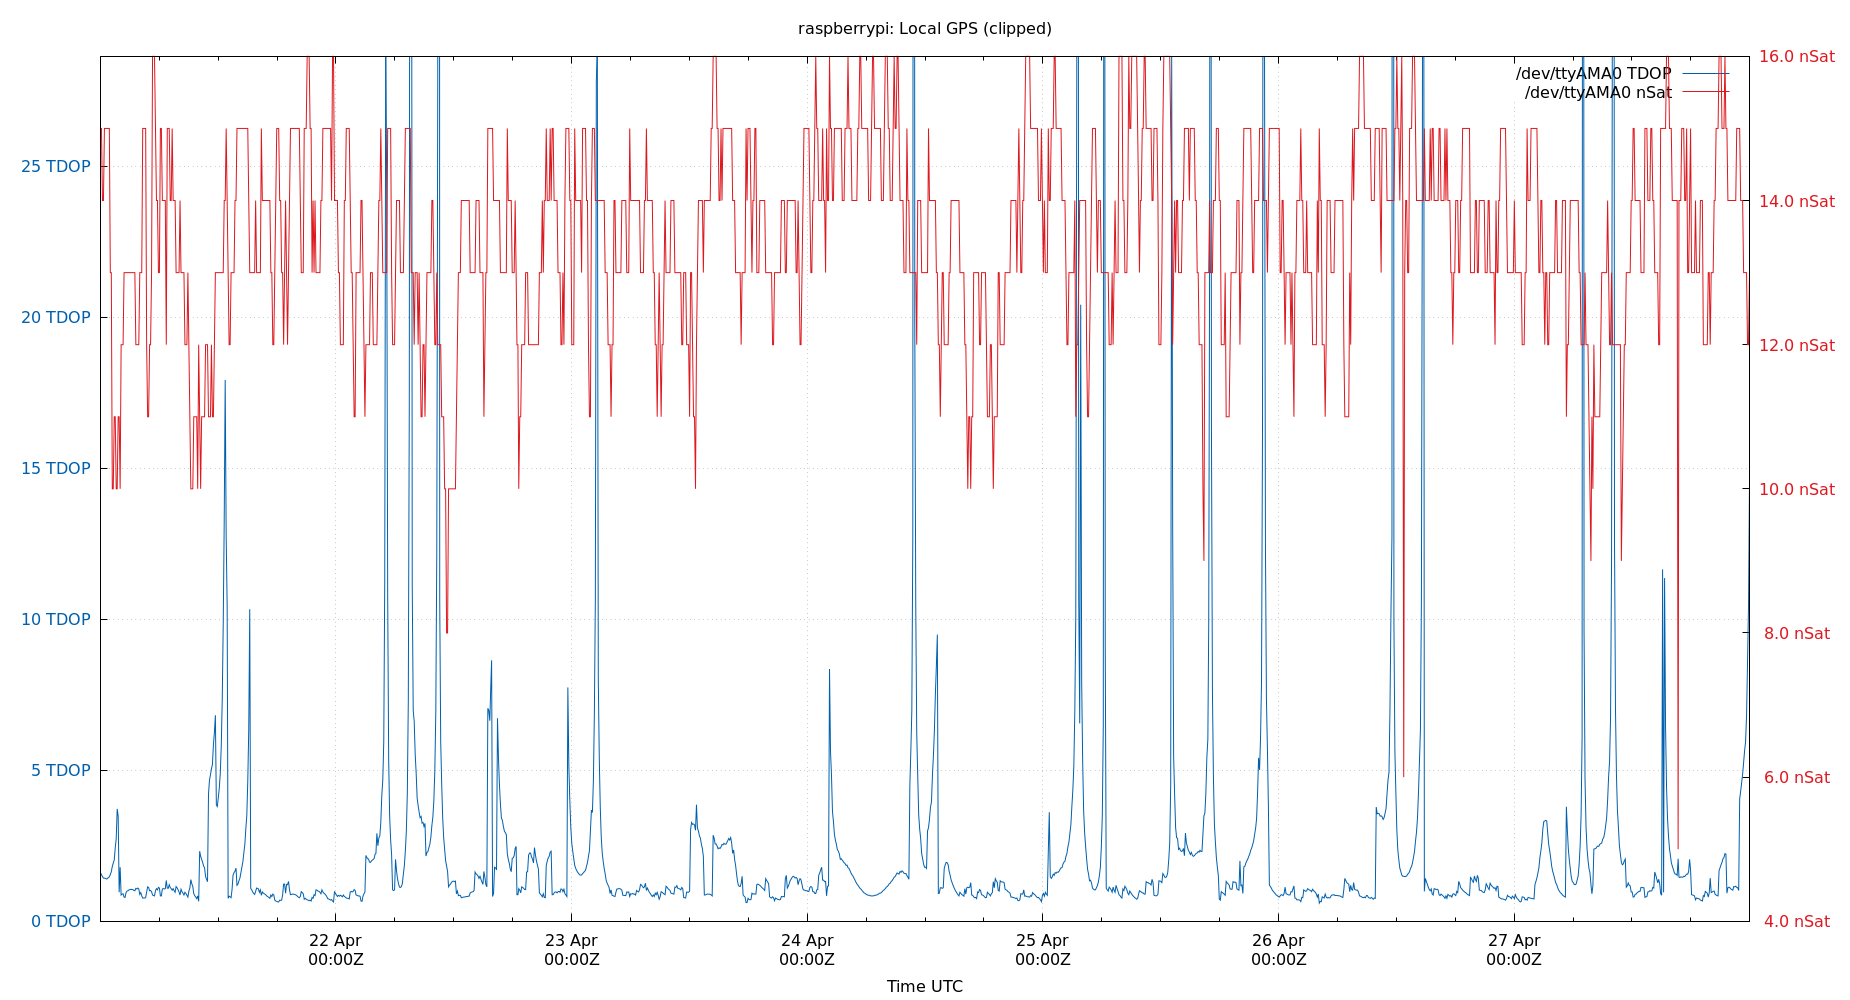 raspberrypi: Local GPS (clipped)
16.0 nSat
/dev/ttyAMA0 TDOP
/dev/ttyAMA0 nSat
25 TDOP
14.0 nSat
20 TDOP
12.0 nSat
15 TDOP
10.0 nSat
10 TDOP
8.0 nSat
5 TDOP
6.0 nSat
0 TDOP
4.0 nSat
22 Apr 23 Apr 24 Apr 25 Apr 26 Apr 27 Apr
00:00Z 00:00Z 00:00Z 00:00Z 00:00Z 00:00Z
Time UTC